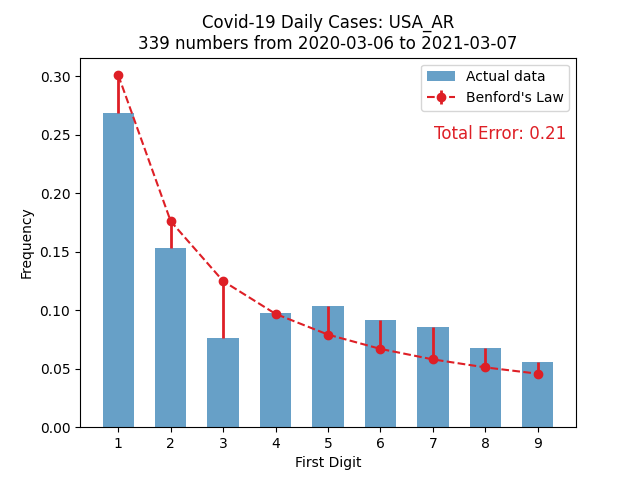 Covid-19 Daily Cases: USA_AR
339 numbers from 2020-03-06 to 2021-03-07
Actual data
Benford's Law
Total Error: 0.21
Frequency
0.30
0.25
0.20
0.15
0.10
0.05
0.00
1 2 3 4 5 6 7 8 9
First Digit